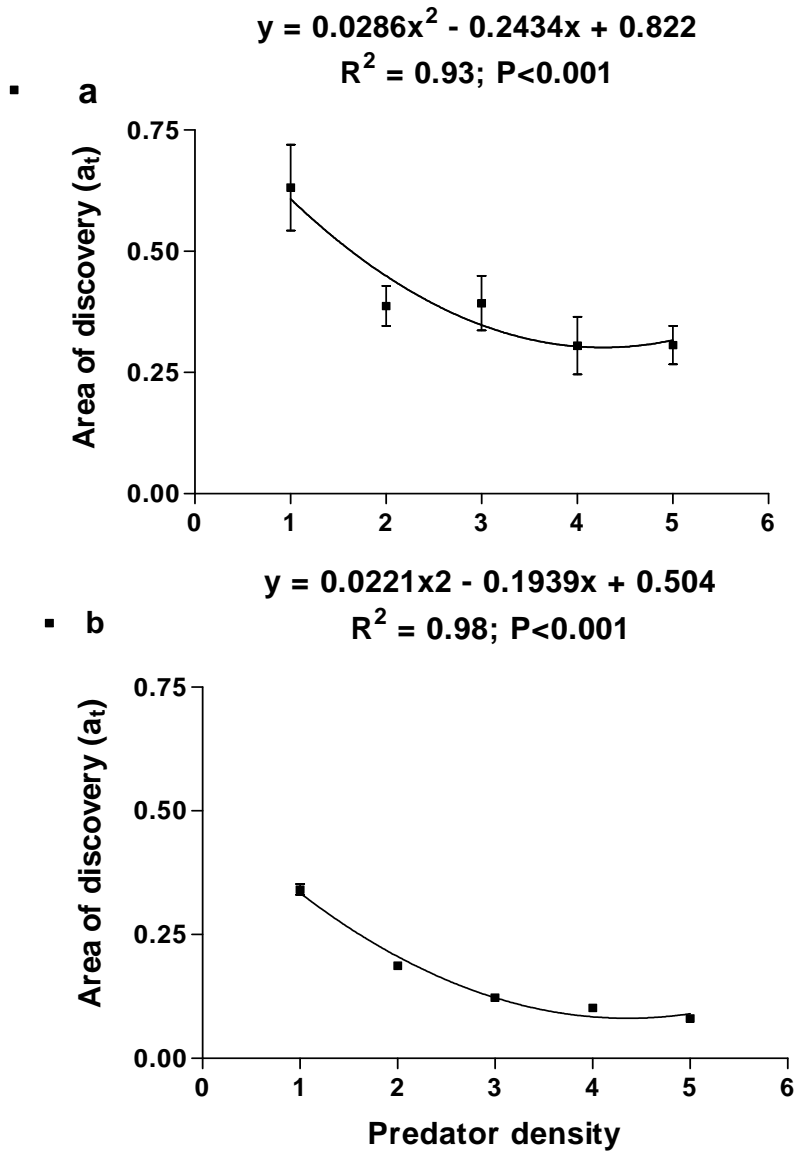 y = 0.0286x² - 0.2434x + 0.822
R² = 0.93; P<0.001
▪ a
Area of discovery (aₜ)
0.75
0.50
0.25
0.00
0 1 2 3 4 5 6
y = 0.0221x2 - 0.1939x + 0.504
R² = 0.98; P<0.001
▪ b
Area of discovery (aₜ)
0.75
0.50
0.25
0.00
0 1 2 3 4 5 6
Predator density